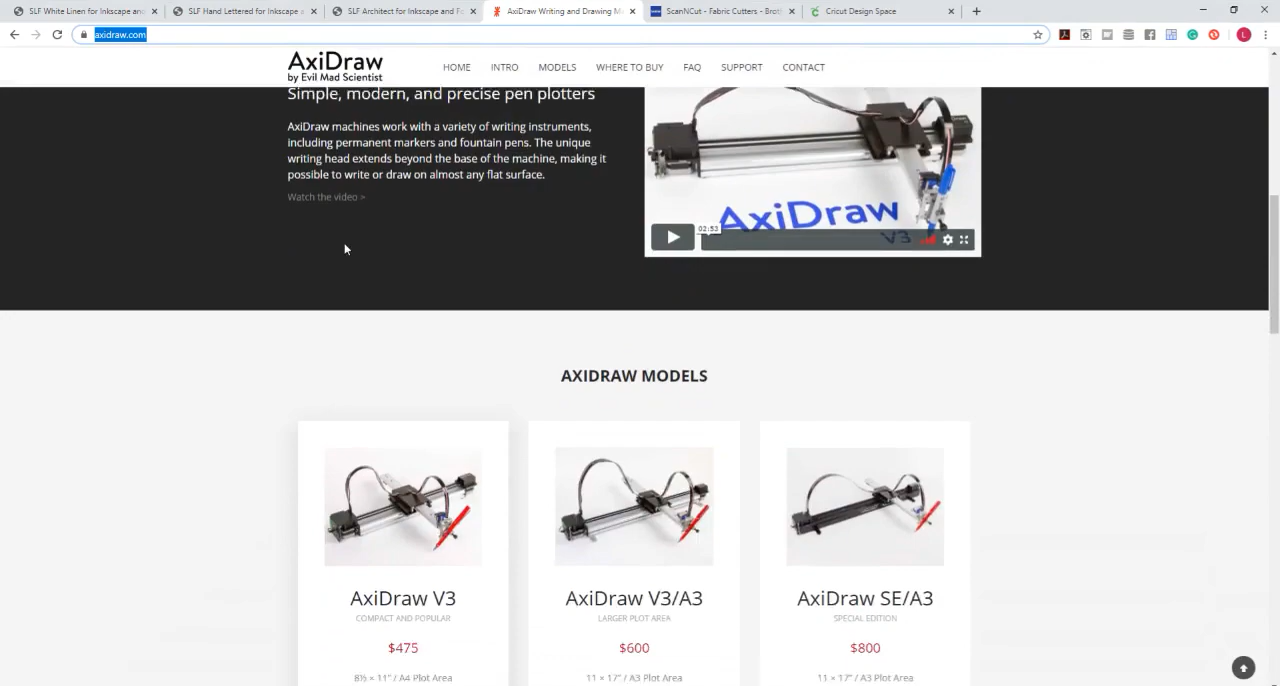 SLF White Linen for Inkscape and
SLF Hand Lettered for Inkscape a
SLF Architect for Inkscape and Fo
AxiDraw Writing and Drawing M
ScanNCut - Fabric Cutters - Broth
Cricut Design Space
axidraw.com
AxiDraw
by Evil Mad Scientist
HOME
INTRO
MODELS
WHERE TO BUY
FAQ
SUPPORT
CONTACT
Simple, modern, and precise pen plotters
AxiDraw machines work with a variety of writing instruments,
including permanent markers and fountain pens. The unique
writing head extends beyond the base of the machine, making it
possible to write or draw on almost any flat surface.
Watch the video >
AxiDraw
V3
02:53
AXIDRAW MODELS
AxiDraw V3
COMPACT AND POPULAR
$475
8½ × 11" / A4 Plot Area
AxiDraw V3/A3
LARGER PLOT AREA
$600
11 × 17" / A3 Plot Area
AxiDraw SE/A3
SPECIAL EDITION
$800
11 × 17" / A3 Plot Area